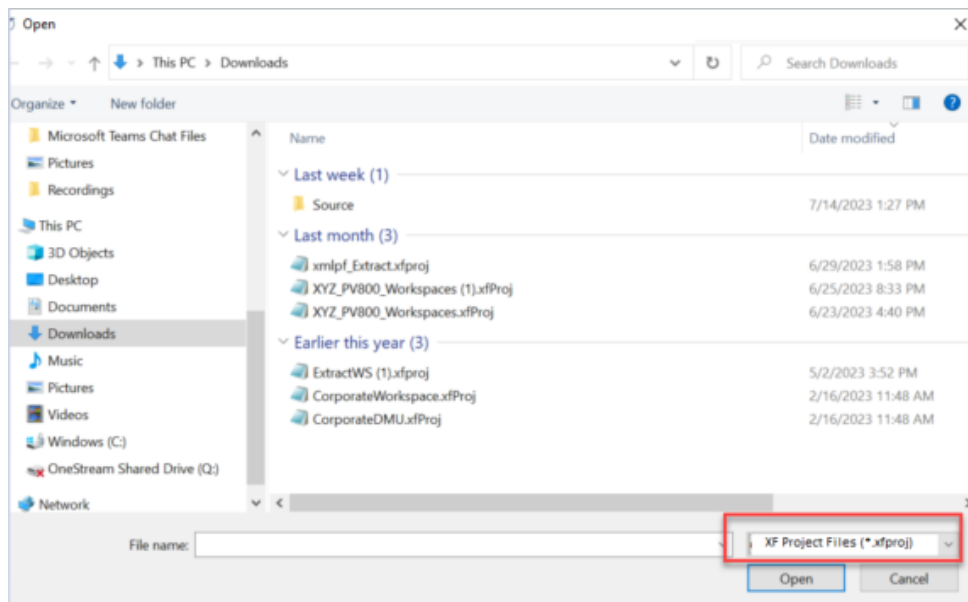 Open
This PC > Downloads
Search Downloads
Organize
New folder
Microsoft Teams Chat Files
Pictures
Recordings
This PC
3D Objects
Desktop
Documents
Downloads
Music
Pictures
Videos
Windows (C:)
OneStream Shared Drive (Q:)
Network
Name
Date modified
Last week (1)
Source 7/14/2023 1:27 PM
Last month (3)
xmlpf_Extract.xfproj 6/29/2023 1:58 PM
XYZ_PV800_Workspaces (1).xfProj 6/25/2023 8:33 PM
XYZ_PV800_Workspaces.xfProj 6/23/2023 4:40 PM
Earlier this year (3)
ExtractWS (1).xfproj 5/2/2023 3:52 PM
CorporateWorkspace.xfProj 2/16/2023 11:48 AM
CorporateDMU.xfProj 2/16/2023 11:48 AM
File name:
XF Project Files (*.xfproj)
Open
Cancel